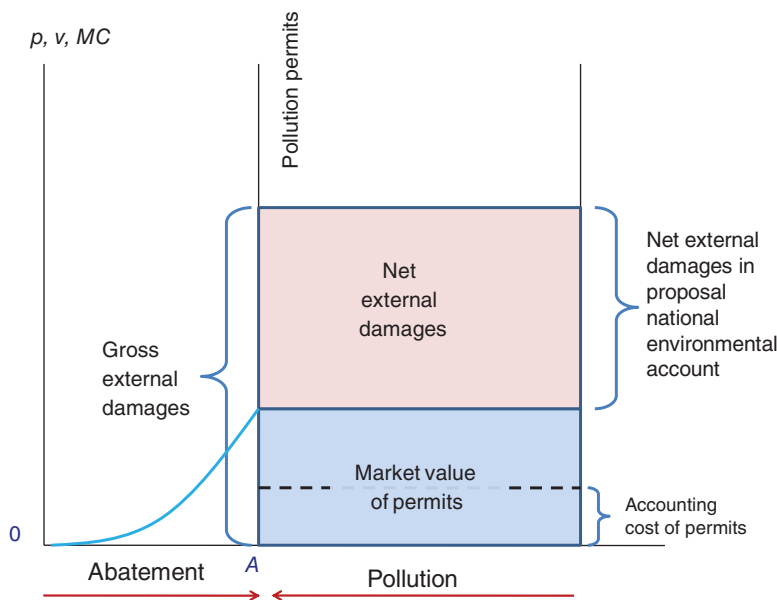 p, v, MC
Pollution permits
Net
external
damages
Net external
damages in
proposal
national
environmental
account
Gross
external
damages
Market value
of permits
Accounting
cost of permits
0
A
Abatement
Pollution